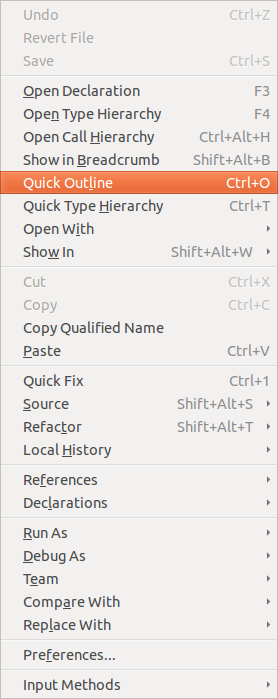 Undo Ctrl+Z
Revert File
Save Ctrl+S
Open Declaration F3
Open Type Hierarchy F4
Open Call Hierarchy Ctrl+Alt+H
Show in Breadcrumb Shift+Alt+B
Quick Outline Ctrl+O
Quick Type Hierarchy Ctrl+T
Open With
Show In Shift+Alt+W
Cut Ctrl+X
Copy Ctrl+C
Copy Qualified Name
Paste Ctrl+V
Quick Fix Ctrl+1
Source Shift+Alt+S
Refactor Shift+Alt+T
Local History
References
Declarations
Run As
Debug As
Team
Compare With
Replace With
Preferences...
Input Methods